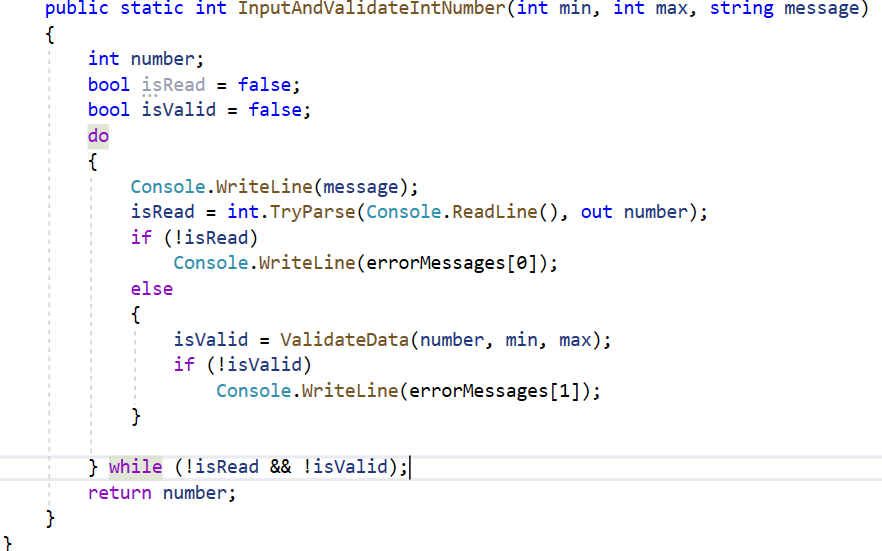 public static int InputAndValidateIntNumber(int min, int max, string message)
{
int number;
bool isRead = false;
bool isValid = false;
do
{
Console.WriteLine(message);
isRead = int.TryParse(Console.ReadLine(), out number);
if (!isRead)
Console.WriteLine(errorMessages[0]);
else
{
isValid = ValidateData(number, min, max);
if (!isValid)
Console.WriteLine(errorMessages[1]);
}
} while (!isRead && !isValid);
return number;
}
}